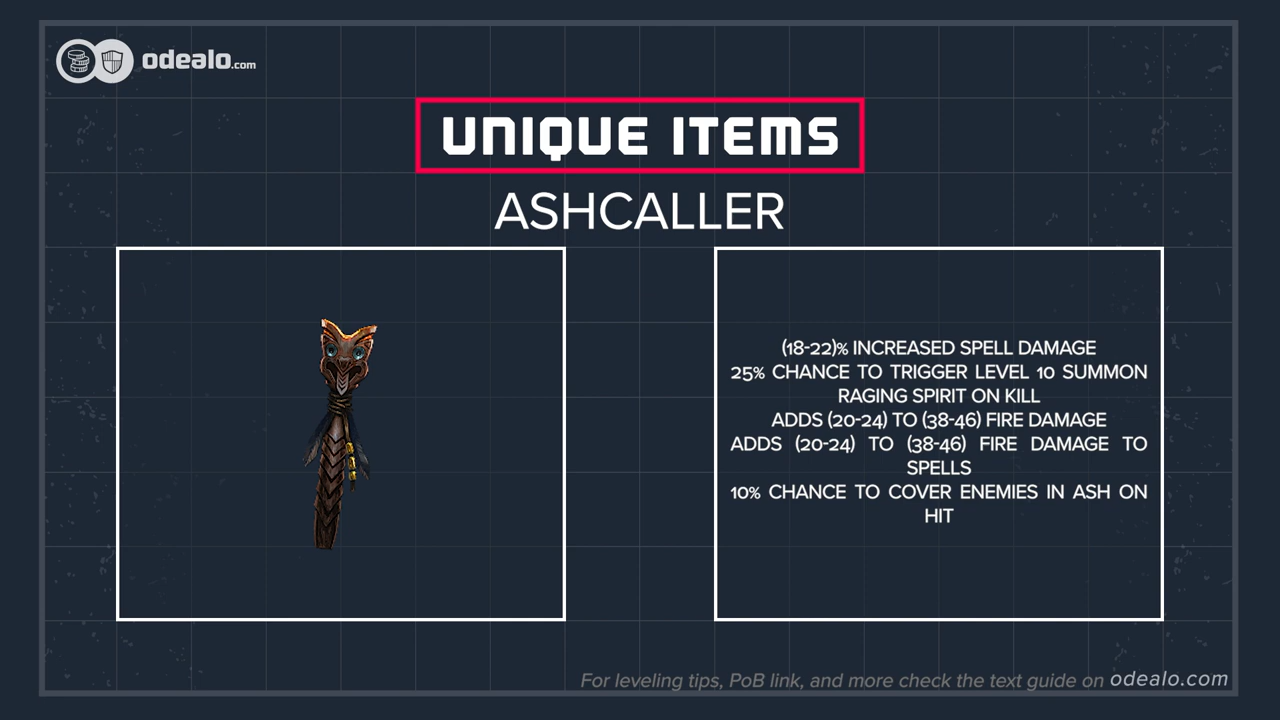 odealo.com
UNIQUE ITEMS
ASHCALLER
(18-22)% INCREASED SPELL DAMAGE
25% CHANCE TO TRIGGER LEVEL 10 SUMMON
RAGING SPIRIT ON KILL
ADDS (20-24) TO (38-46) FIRE DAMAGE
ADDS (20-24) TO (38-46) FIRE DAMAGE TO
SPELLS
10% CHANCE TO COVER ENEMIES IN ASH ON
HIT
For leveling tips, PoB link, and more check the text guide on odealo.com